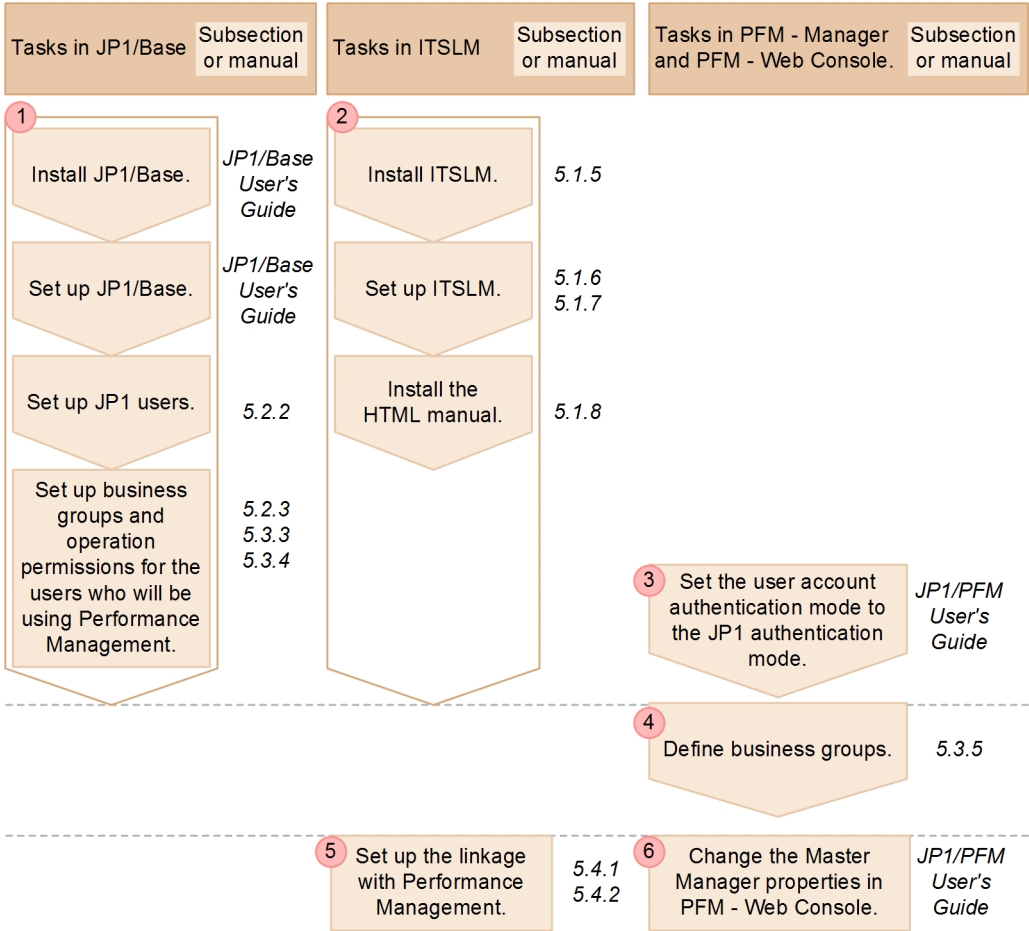 Tasks in JP1/Base
Subsection
or manual
Tasks in ITSLM
Subsection
or manual
Tasks in PFM - Manager
and PFM - Web Console.
Subsection
or manual
1
Install JP1/Base.
JP1/Base
User's
Guide
Set up JP1/Base.
JP1/Base
User's
Guide
Set up JP1 users.
5.2.2
Set up business
groups and
operation
permissions for the
users who will be
using Performance
Management.
5.2.3
5.3.3
5.3.4
2
Install ITSLM.
5.1.5
Set up ITSLM.
5.1.6
5.1.7
Install the
HTML manual.
5.1.8
3
Set the user account
authentication mode to
the JP1 authentication
mode.
JP1/PFM
User's
Guide
4
Define business groups.
5.3.5
5
Set up the linkage
with Performance
Management.
5.4.1
5.4.2
6
Change the Master
Manager properties in
PFM - Web Console.
JP1/PFM
User's
Guide